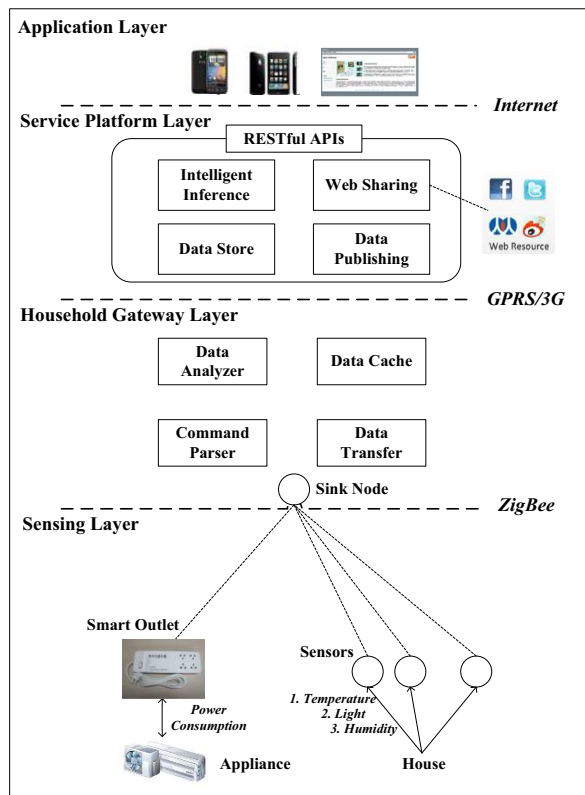 Application Layer
Internet
Service Platform Layer
RESTful APIs
Intelligent
Inference
Web Sharing
Data Store
Data
Publishing
Web Resource
GPRS/3G
Household Gateway Layer
Data
Analyzer
Data Cache
Command
Parser
Data
Transfer
Sink Node
ZigBee
Sensing Layer
Smart Outlet
Sensors
1. Temperature
2. Light
3. Humidity
Power
Consumption
Appliance
House